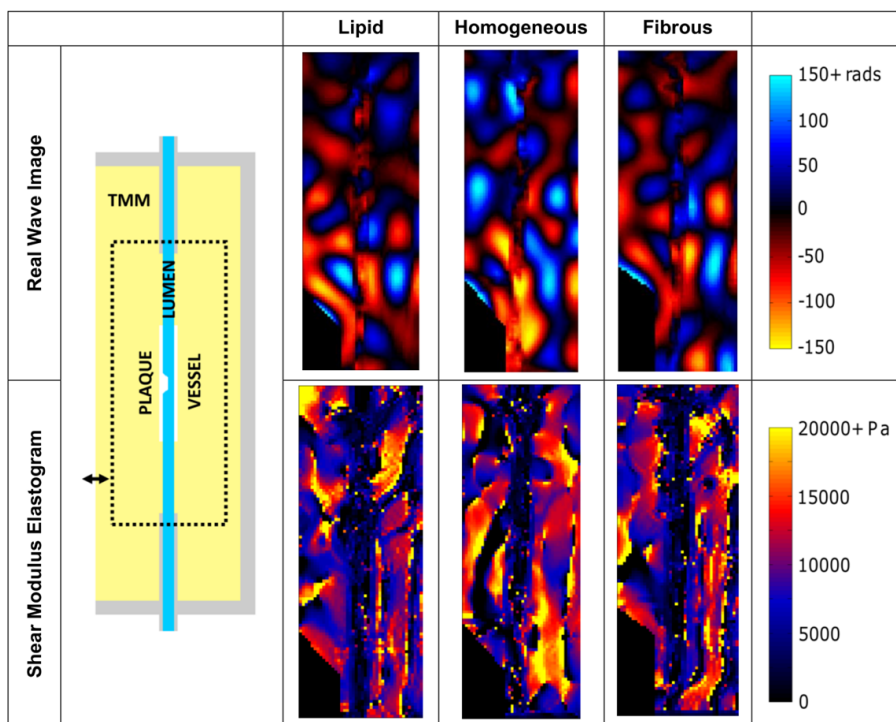 Lipid
Homogeneous
Fibrous
Real Wave Image
TMM
LUMEN
PLAQUE
VESSEL
150+ rads
100
50
0
-50
-100
-150
Shear Modulus Elastogram
20000+ Pa
15000
10000
5000
0